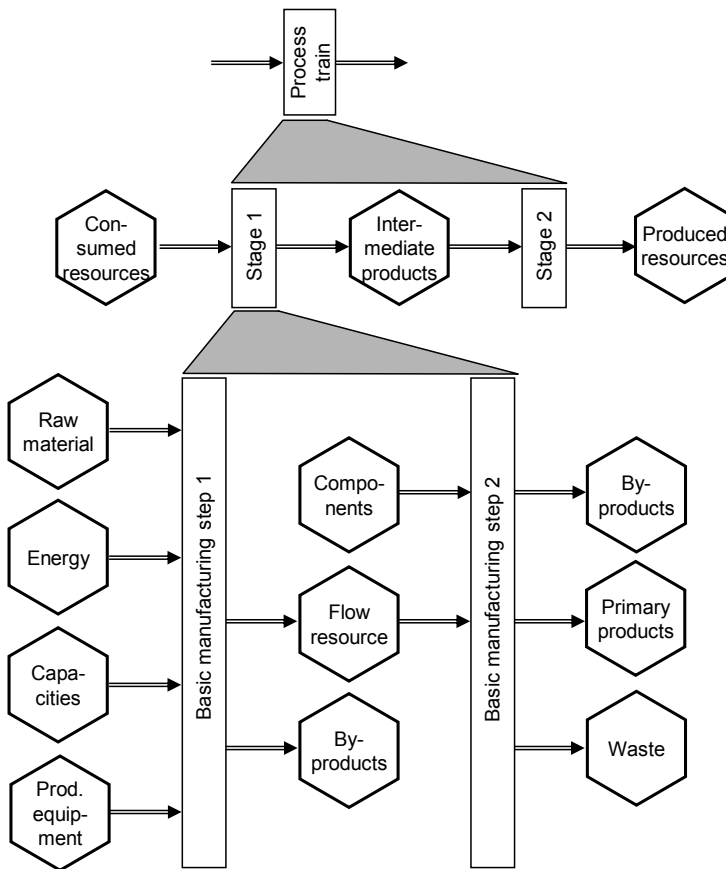 Process
train
Con-
sumed
resources
Stage 1
Inter-
mediate
products
Stage 2
Produced
resources
Raw
material
Energy
Capa-
cities
Prod.
equip-
ment
Basic manufacturing step 1
Compo-
nents
Flow
resource
By-
products
Basic manufacturing step 2
By-
products
Primary
products
Waste